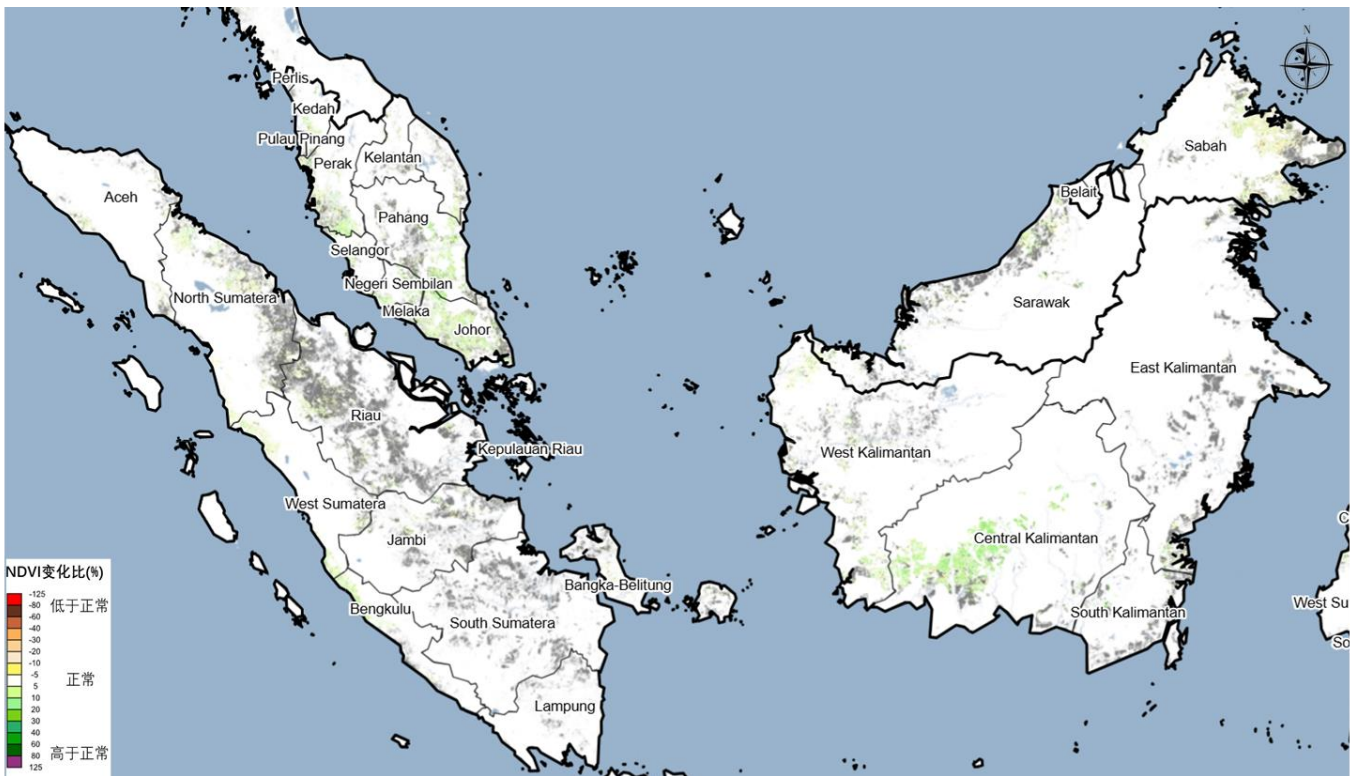 N
Perlis
Kedah
Pulau Pinang
Perak
Kelantan
Sabah
Aceh
Belait
Pahang
Selangor
Negeri Sembilan
North Sumatera
Melaka
Sarawak
Johor
East Kalimantan
Riau
Kepulauan Riau
West Kalimantan
West Sumatera
Jambi
Central Kalimantan
C
Bangka-Belitung
Bengkulu
South Sumatera
South Kalimantan
West Su
So
Lampung
NDVI变化比(%)
-125
-80
-60
-40
-30
-20
-10
-5
5
10
20
30
40
60
80
125
低于正常
正常
高于正常